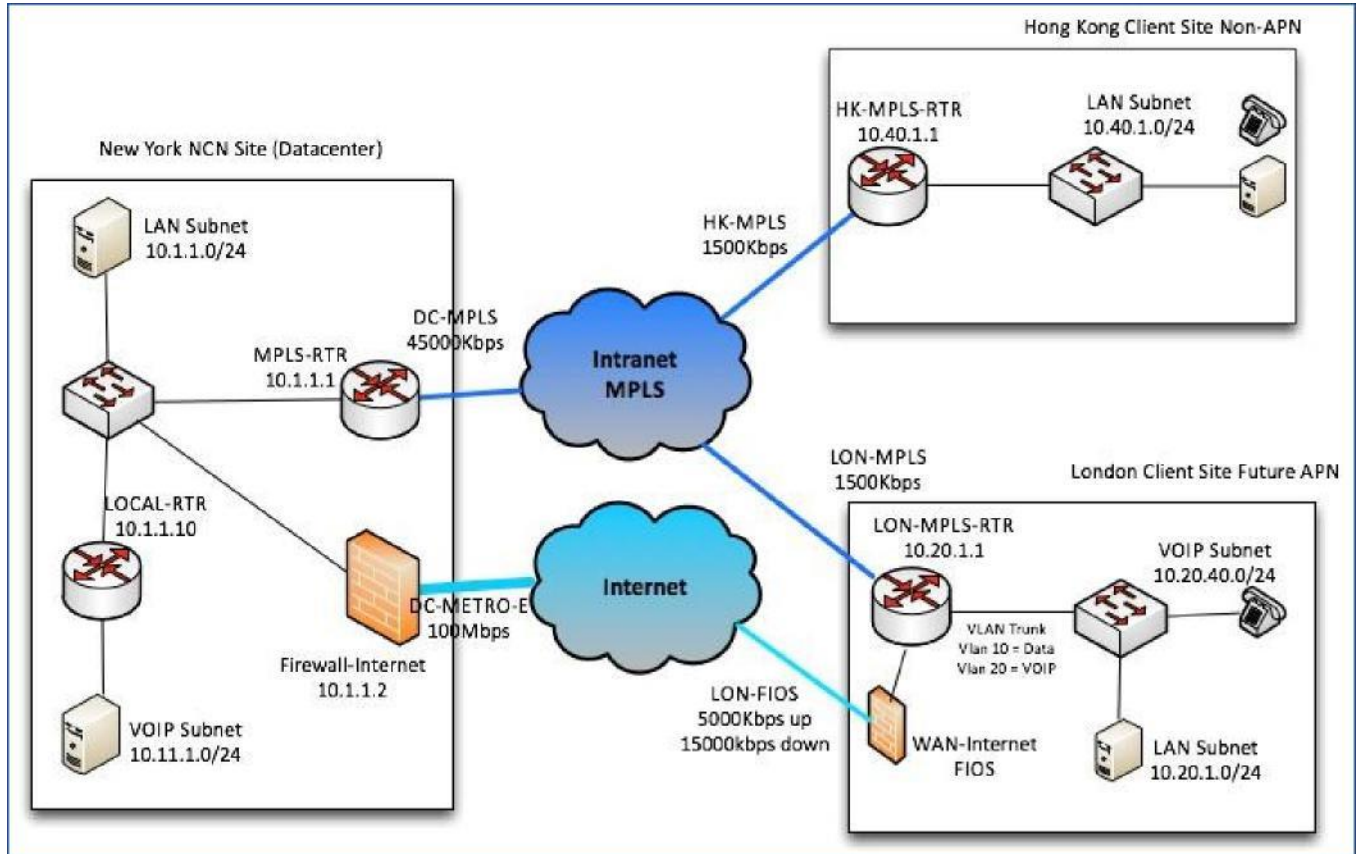 Hong Kong Client Site Non-APN
HK-MPLS-RTR
10.40.1.1
LAN Subnet
10.40.1.0/24
New York NCN Site (Datacenter)
LAN Subnet
10.1.1.0/24
HK-MPLS
1500Kbps
DC-MPLS
45000Kbps
MPLS-RTR
10.1.1.1
Intranet
MPLS
LON-MPLS
1500Kbps
London Client Site Future APN
LOCAL-RTR
10.1.1.10
LON-MPLS-RTR
10.20.1.1
VOIP Subnet
10.20.40.0/24
Internet
DC-METRO-E
100Mbps
VLAN Trunk
Vlan 10 = Data
Vlan 20 = VOIP
Firewall-Internet
10.1.1.2
LON-FIOS
5000Kbps up
15000kbps down
VOIP Subnet
10.11.1.0/24
WAN-Internet
FIOS
LAN Subnet
10.20.1.0/24